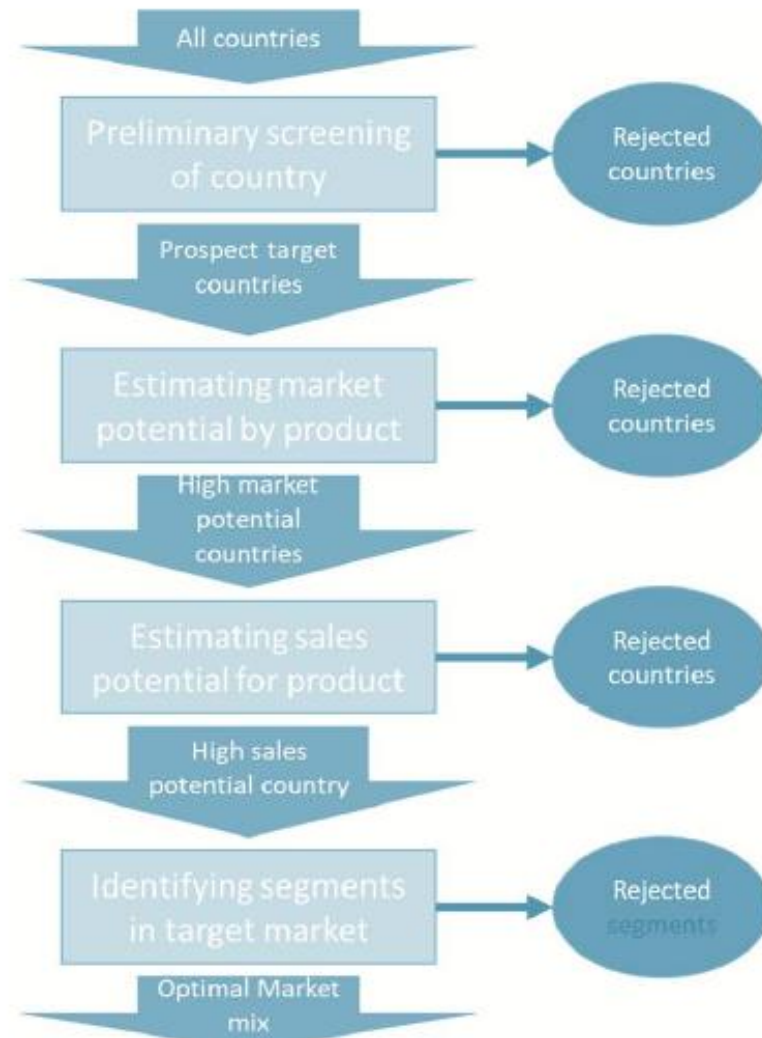 All countries
Preliminary screening
of country
Rejected
countries
Prospect target
countries
Estimating market
potential by product
Rejected
countries
High market
potential
countries
Estimating sales
potential for product
Rejected
countries
High sales
potential country
Identifying segments
in target market
Rejected
segments
Optimal Market
mix